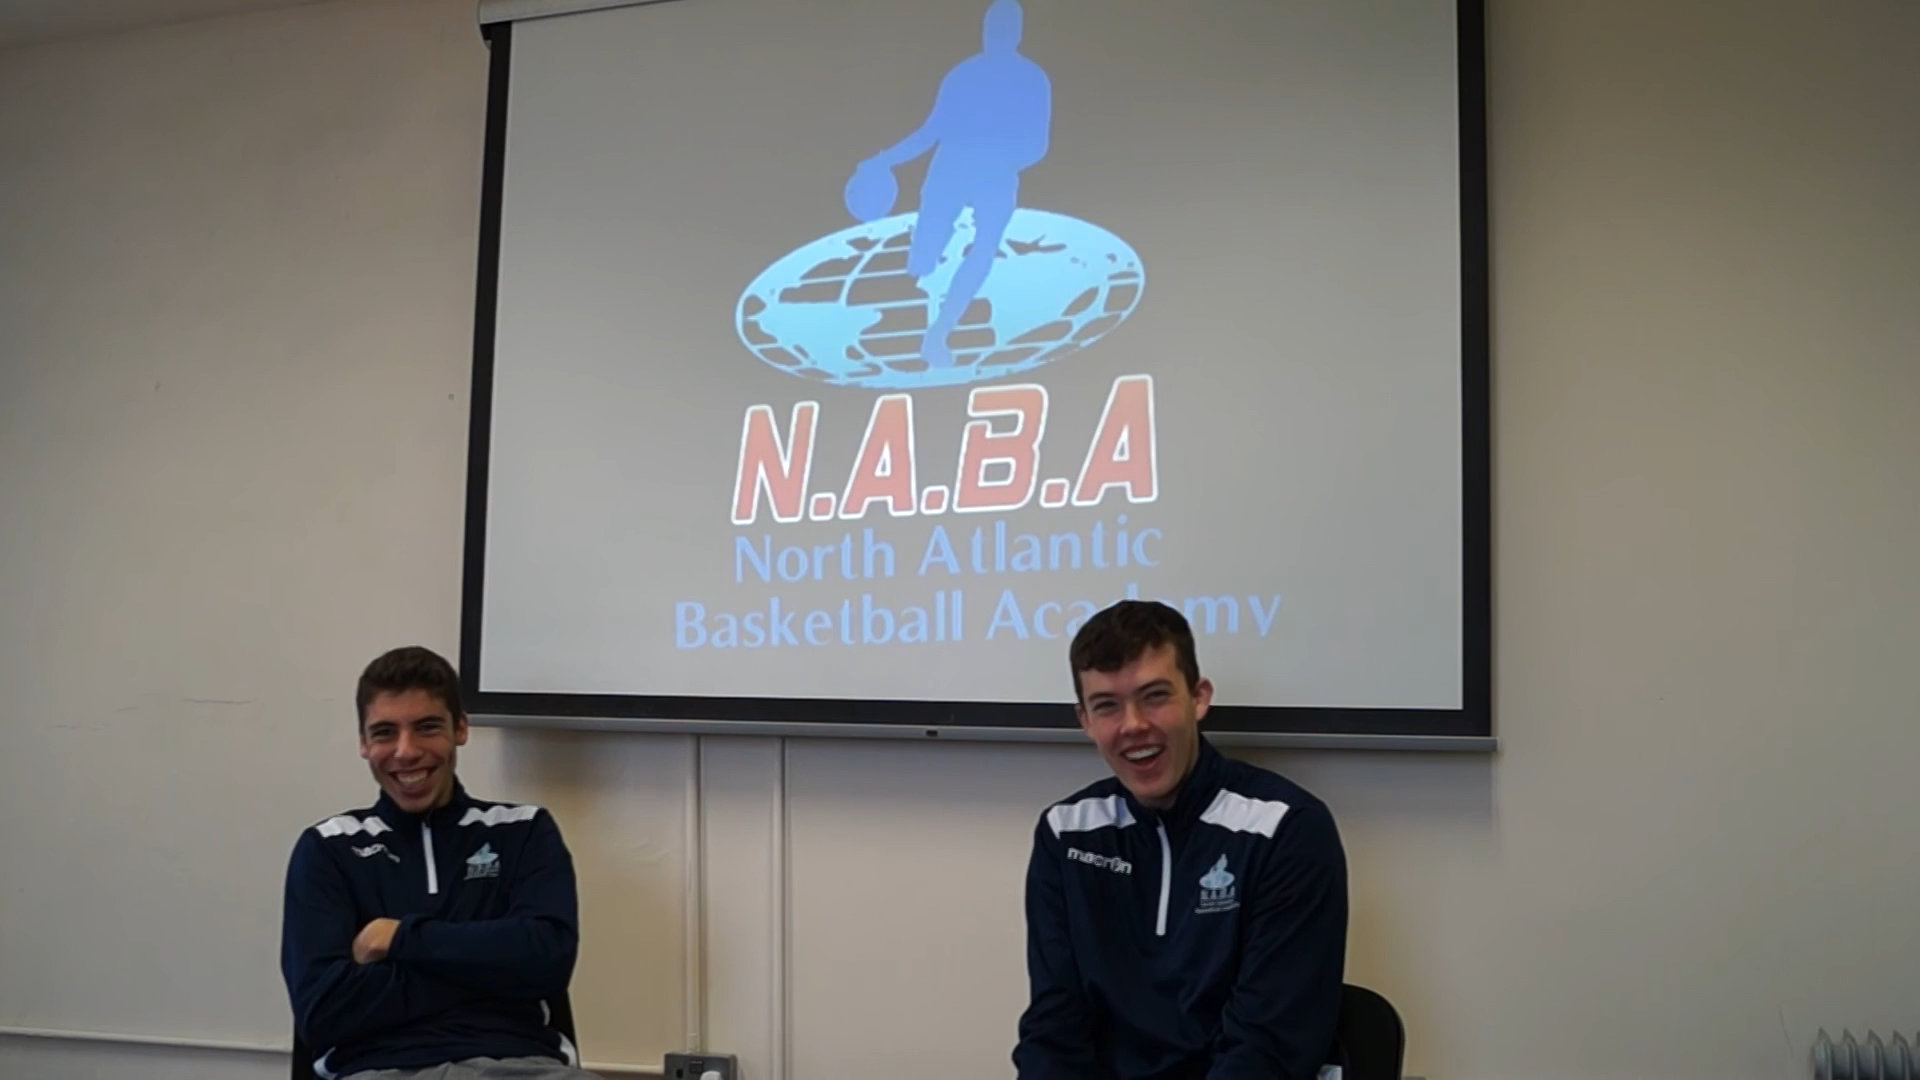 N.A.B.A
North Atlantic
Basketball Academy
macron
N.A.B.A
macron
N.A.B.A